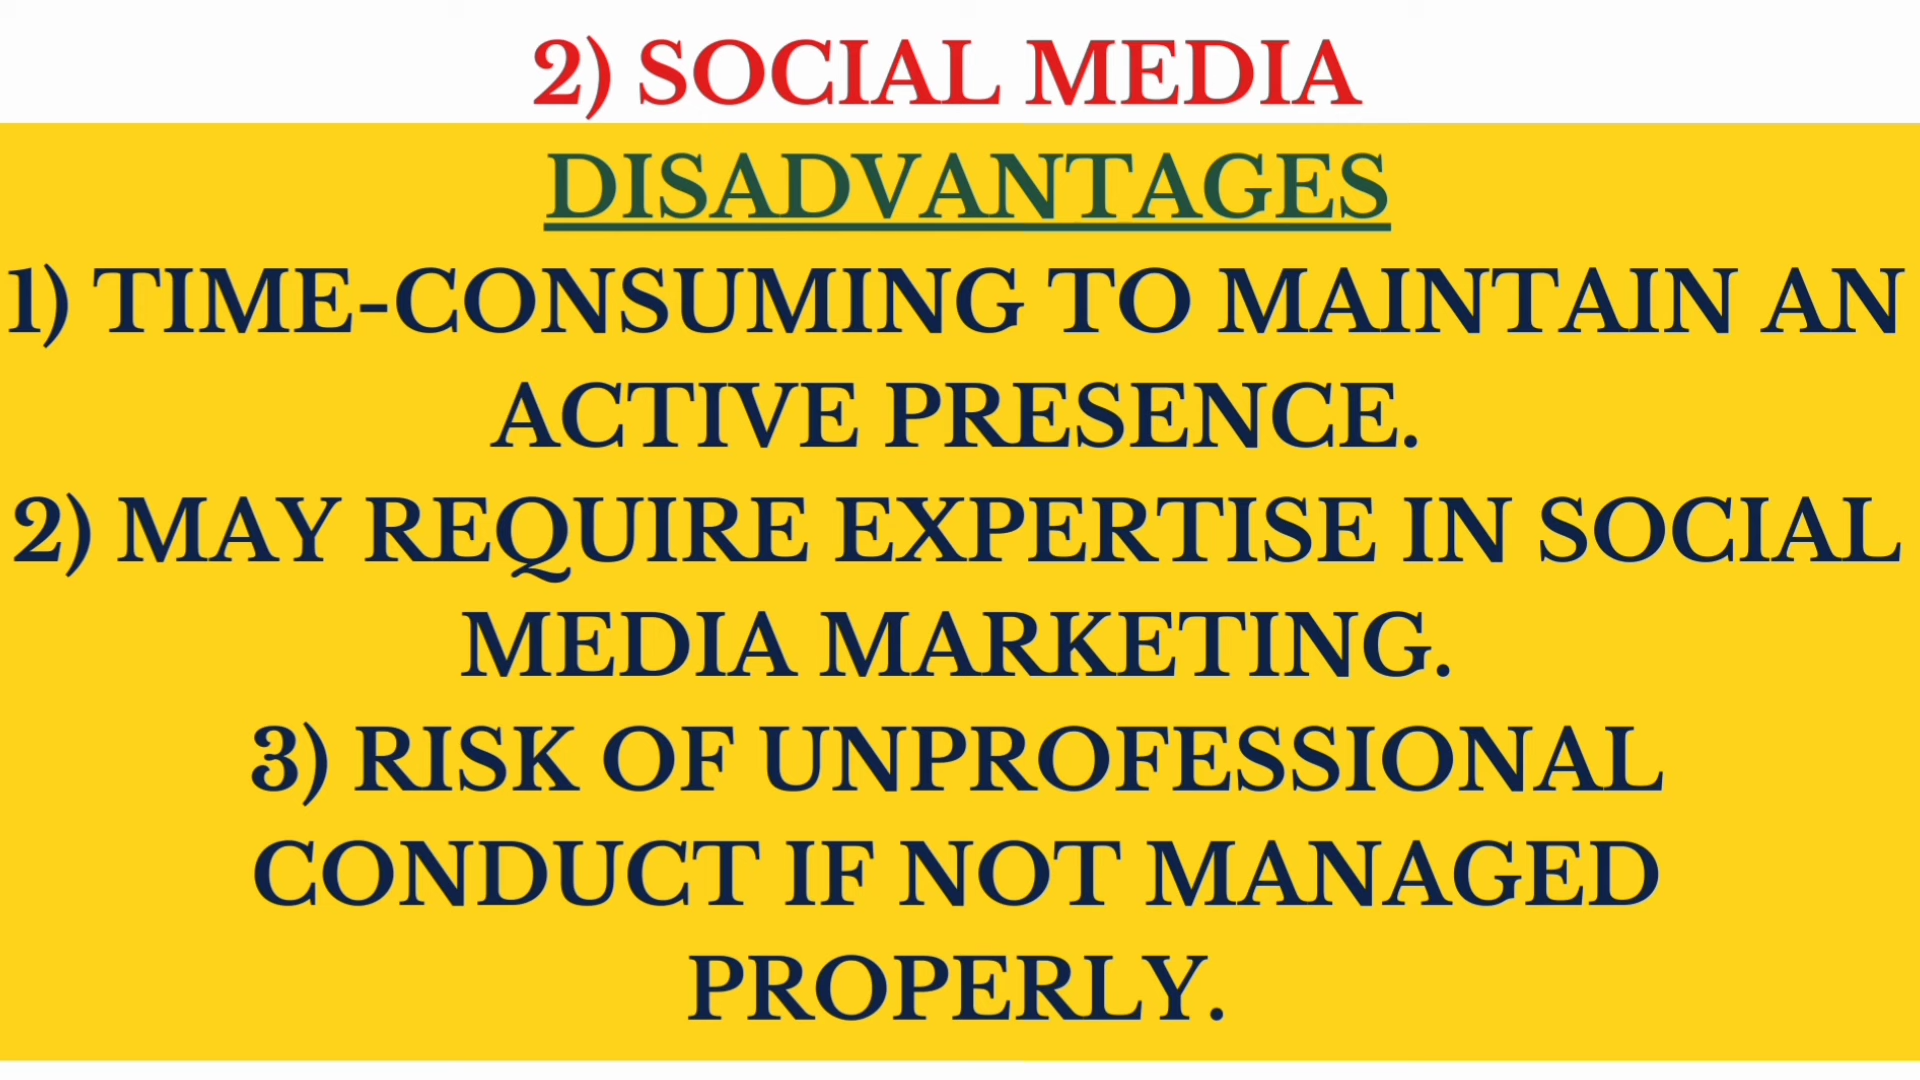 2) SOCIAL MEDIA
DISADVANTAGES
1) TIME-CONSUMING TO MAINTAIN AN
ACTIVE PRESENCE.
2) MAY REQUIRE EXPERTISE IN SOCIAL
MEDIA MARKETING.
3) RISK OF UNPROFESSIONAL
CONDUCT IF NOT MANAGED
PROPERLY.